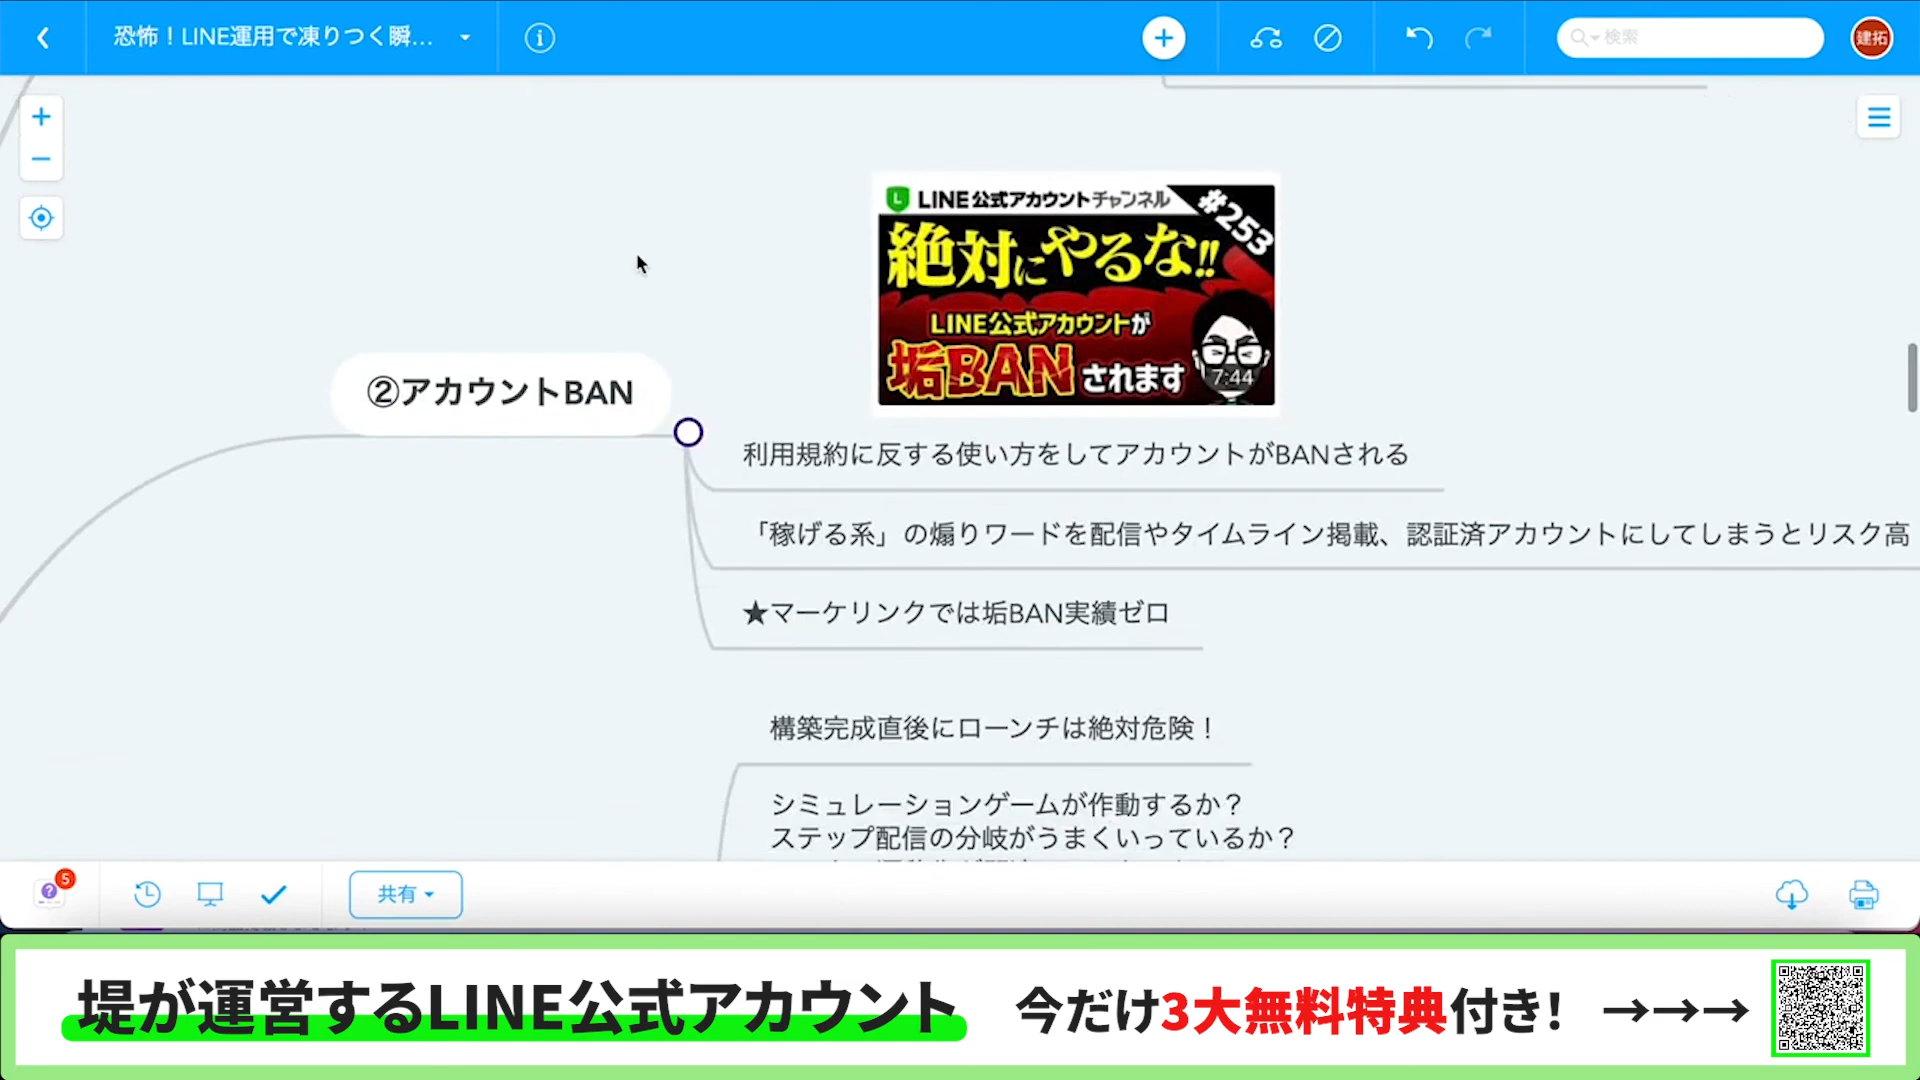 恐怖！LINE運用で凍りつく瞬...
検索
建拓
LINE公式アカウントチャンネル
#253
絶対にやるな!!
LINE公式アカウントが
垢BANされます
7:44
②アカウントBAN
利用規約に反する使い方をしてアカウントがBANされる
「稼げる系」の煽りワードを配信やタイムライン掲載、認証済アカウントにしてしまうとリスク高
★マーケリンクでは垢BAN実績ゼロ
構築完成直後にローンチは絶対危険！
シミュレーションゲームが作動するか？
ステップ配信の分岐がうまくいっているか？
5
共有
堤が運営するLINE公式アカウント
今だけ3大無料特典付き!
→→→